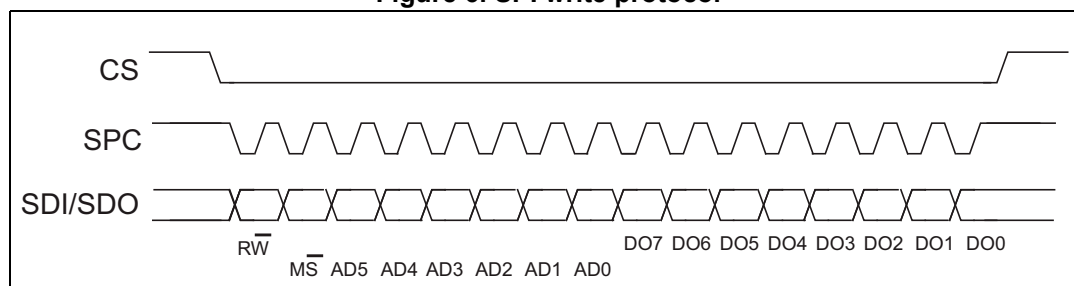 Figure SPI write protocol
CS
SPC
SDI/SDO
RW̅
DO7 DO6 DO5 DO4 DO3 DO2 DO1 DO0
MS̅ AD5 AD4 AD3 AD2 AD1 AD0